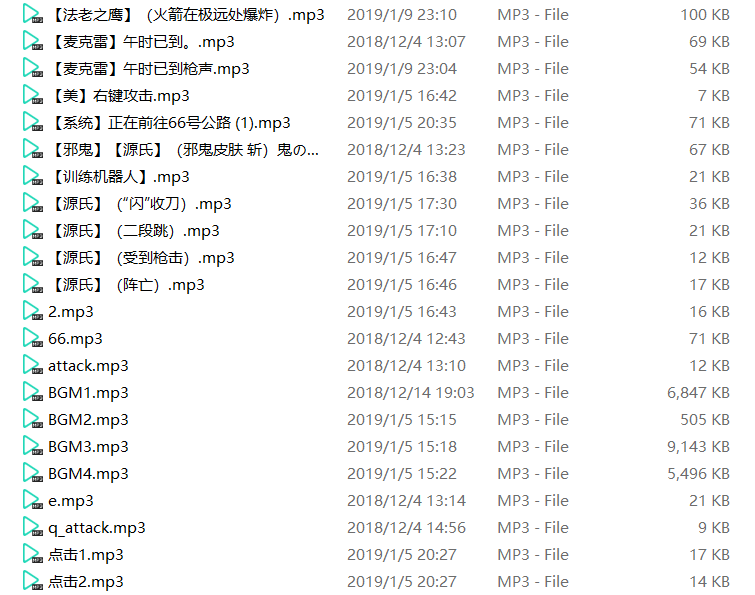 【法老之鹰】（火箭在极远处爆炸）.mp3 2019/1/9 23:10 MP3 - File 100 KB
【麦克雷】午时已到。.mp3 2018/12/4 13:07 MP3 - File 69 KB
【麦克雷】午时已到枪声.mp3 2019/1/9 23:04 MP3 - File 54 KB
【美】右键攻击.mp3 2019/1/5 16:42 MP3 - File 7 KB
【系统】正在前往66号公路 (1).mp3 2019/1/5 20:35 MP3 - File 71 KB
【邪鬼】【源氏】（邪鬼皮肤 斩）鬼の... 2018/12/4 13:23 MP3 - File 67 KB
【训练机器人】.mp3 2019/1/5 16:38 MP3 - File 21 KB
【源氏】（“闪”收刀）.mp3 2019/1/5 17:30 MP3 - File 36 KB
【源氏】（二段跳）.mp3 2019/1/5 17:10 MP3 - File 21 KB
【源氏】（受到枪击）.mp3 2019/1/5 16:47 MP3 - File 12 KB
【源氏】（阵亡）.mp3 2019/1/5 16:46 MP3 - File 17 KB
2.mp3 2019/1/5 16:43 MP3 - File 16 KB
66.mp3 2018/12/4 12:43 MP3 - File 71 KB
attack.mp3 2018/12/4 13:10 MP3 - File 12 KB
BGM1.mp3 2018/12/14 19:03 MP3 - File 6,847 KB
BGM2.mp3 2019/1/5 15:15 MP3 - File 505 KB
BGM3.mp3 2019/1/5 15:18 MP3 - File 9,143 KB
BGM4.mp3 2019/1/5 15:22 MP3 - File 5,496 KB
e.mp3 2018/12/4 13:14 MP3 - File 21 KB
q_attack.mp3 2018/12/4 14:56 MP3 - File 9 KB
点击1.mp3 2019/1/5 20:27 MP3 - File 17 KB
点击2.mp3 2019/1/5 20:27 MP3 - File 14 KB